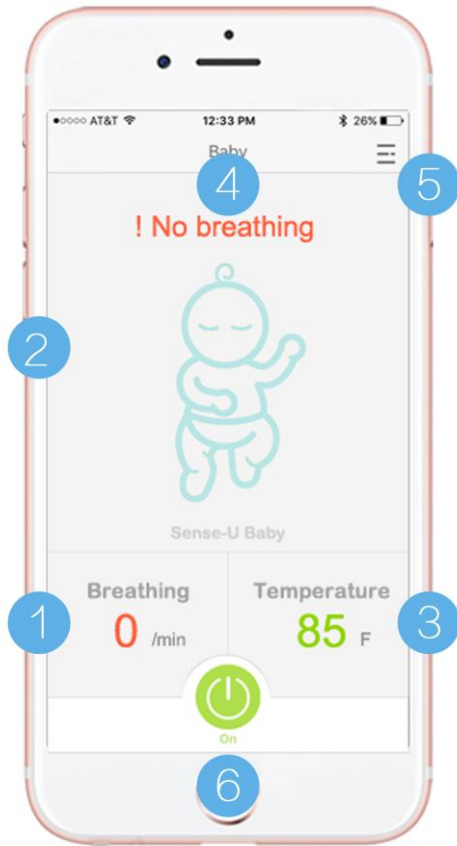 AT&T 12:33 PM 26%
Baby
4
5
! No breathing
2
Sense-U Baby
Breathing Temperature
1 0 /min 85 F 3
On
6